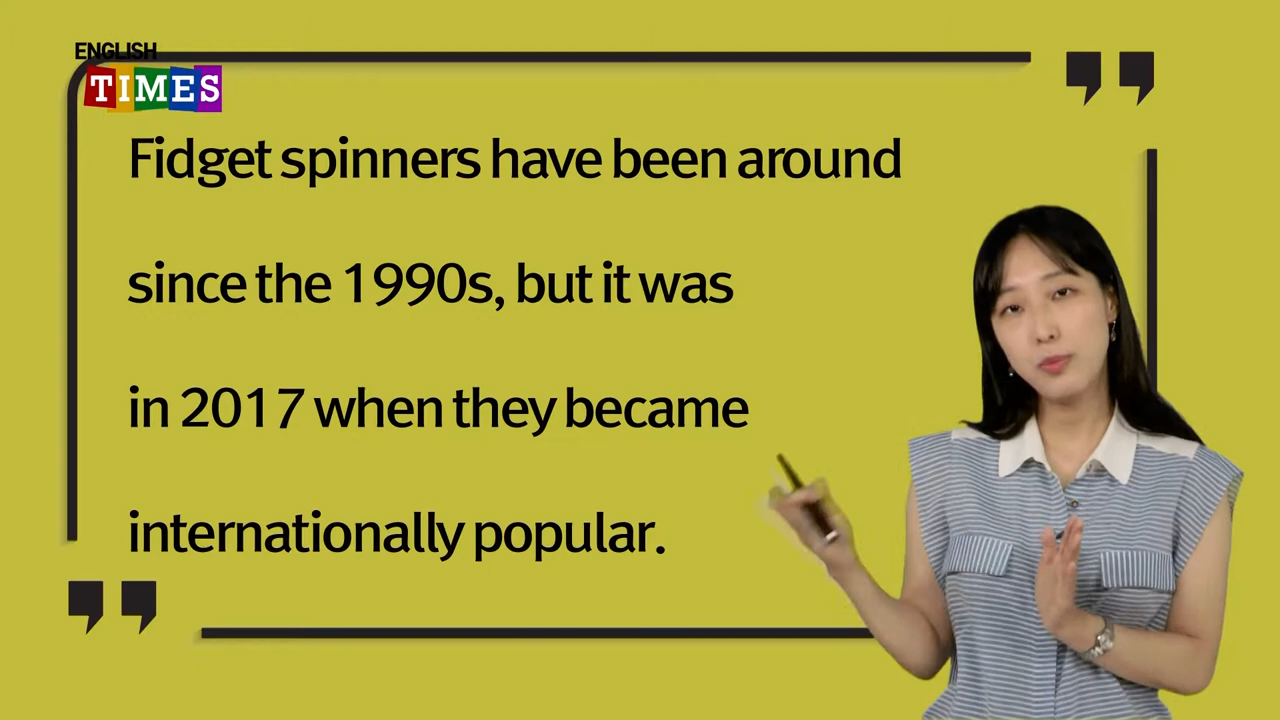 ENGLISH
TIMES
Fidget spinners have been around
since the 1990s, but it was
in 2017 when they became
internationally popular.